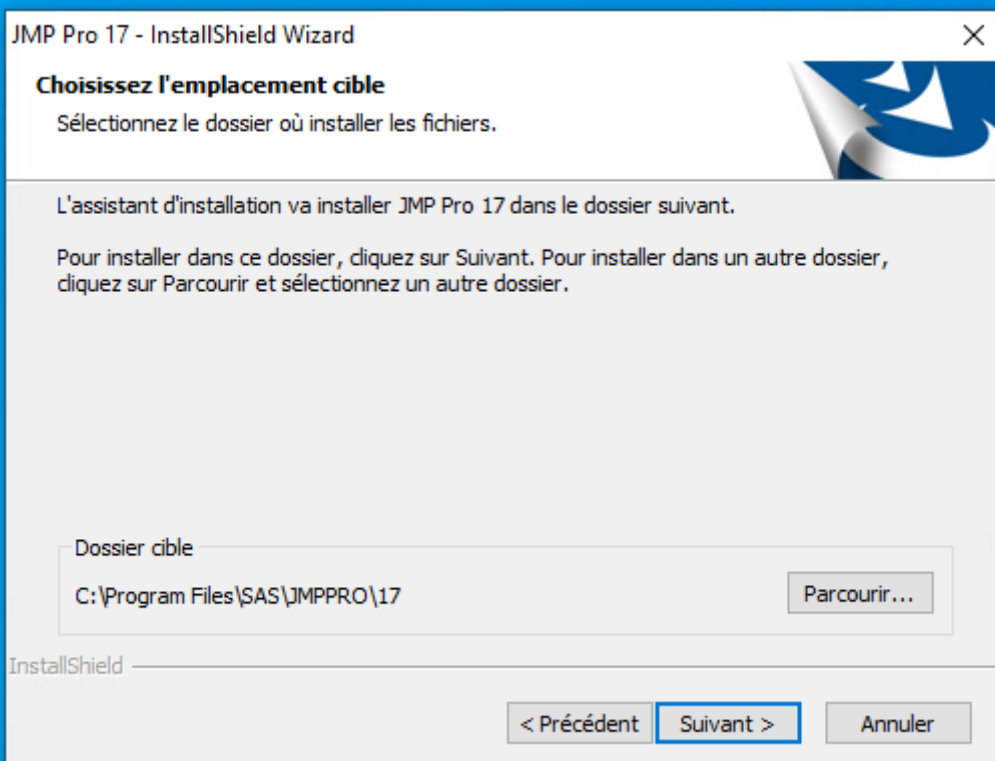 JMP Pro 17 - InstallShield Wizard
Choisissez l'emplacement cible
Sélectionnez le dossier où installer les fichiers.
L'assistant d'installation va installer JMP Pro 17 dans le dossier suivant.
Pour installer dans ce dossier, cliquez sur Suivant. Pour installer dans un autre dossier,
cliquez sur Parcourir et sélectionnez un autre dossier.
Dossier cible
C:\Program Files\SAS\JMPPRO\17
Parcourir...
InstallShield
< Précédent
Suivant >
Annuler